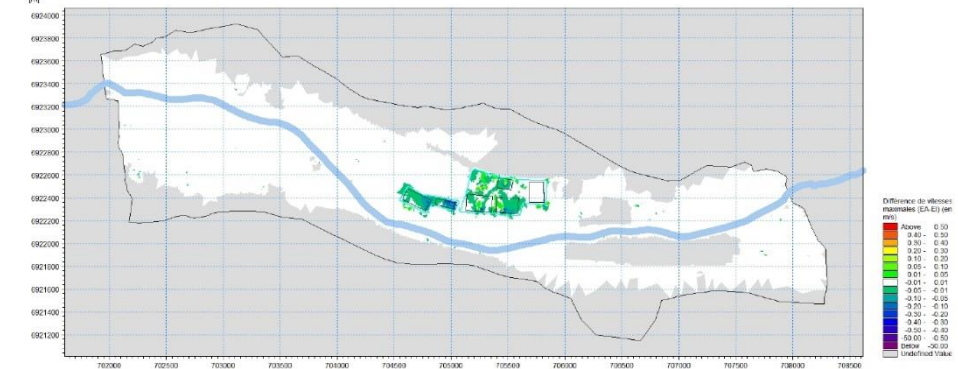 [m]
6924000
6923800
6923600
6923400
6923200
6923000
6922800
6922600
6922400
6922200
6922000
6921800
6921600
6921400
6921200
702000 702500 703000 703500 704000 704500 705000 705500 706000 706500 707000 707500 708000 708500
Différence de vitesses
maximales (EA-EI) (en
m/s)
Above 0.50
0.40 - 0.50
0.30 - 0.40
0.20 - 0.30
0.10 - 0.20
0.05 - 0.10
0.01 - 0.05
-0.01 - 0.01
-0.05 - -0.01
-0.10 - -0.05
-0.20 - -0.10
-0.30 - -0.20
-0.40 - -0.30
-0.50 - -0.40
-50.00 - -0.50
Below -50.00
Undefined Value